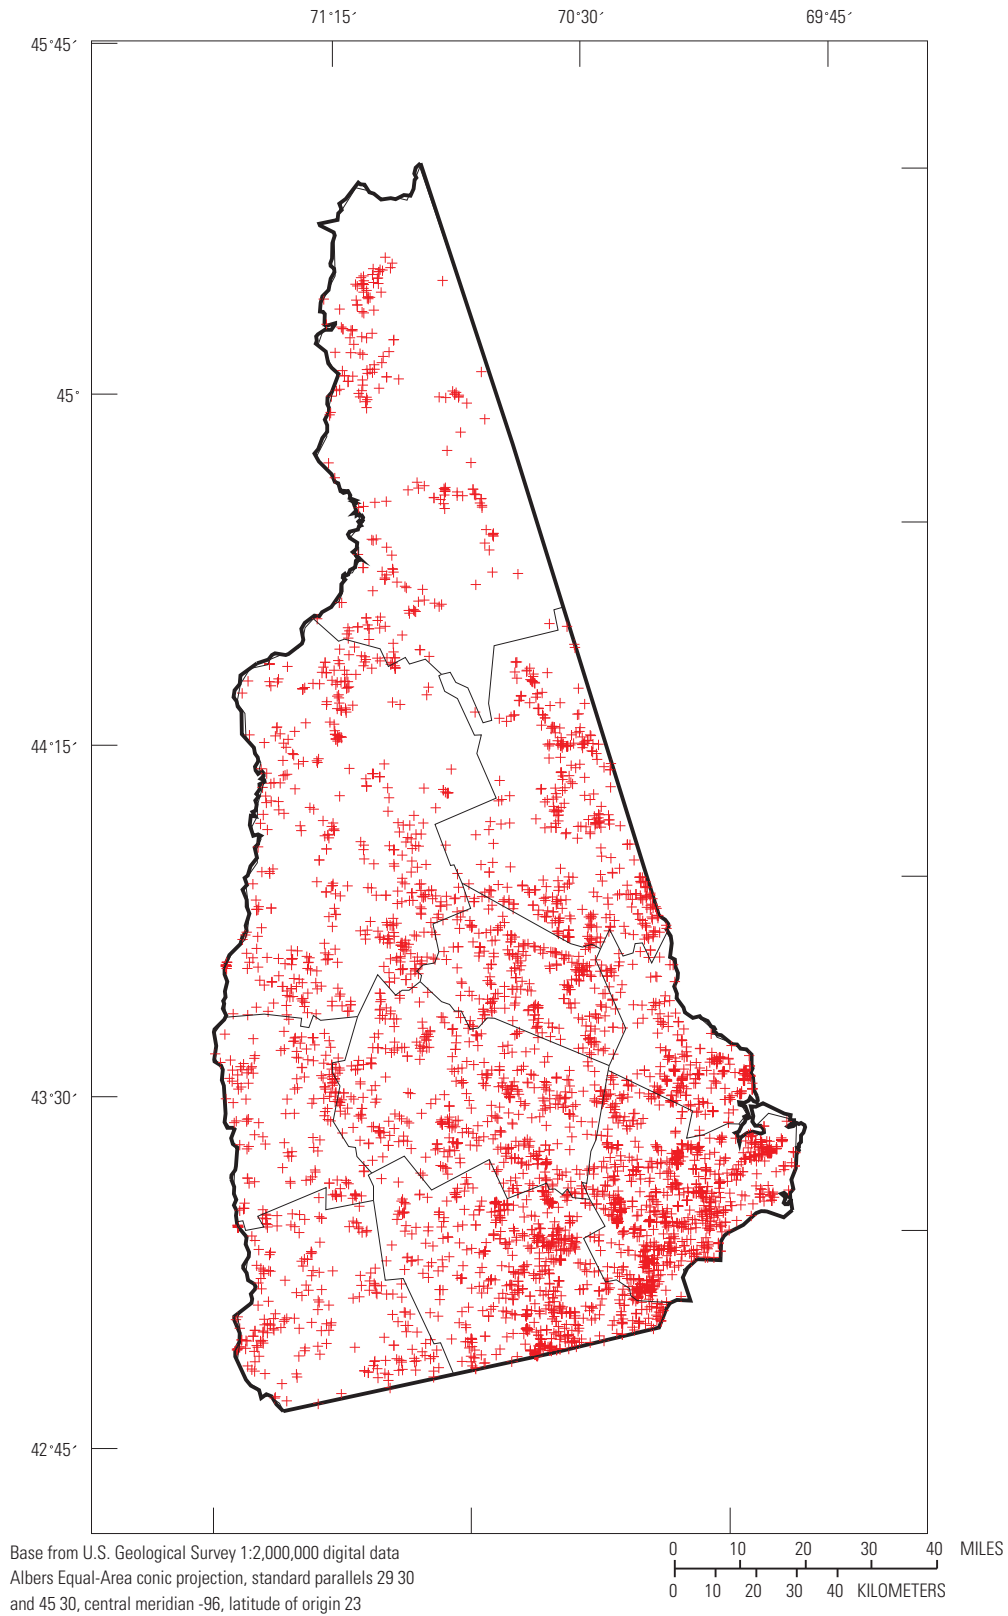 71°15´ 70°30´ 69°45´
45°45´
45°
44°15´
43°30´
42°45´
Base from U.S. Geological Survey 1:2,000,000 digital data
Albers Equal-Area conic projection, standard parallels 29 30
and 45 30, central meridian -96, latitude of origin 23
0 10 20 30 40 MILES
0 10 20 30 40 KILOMETERS